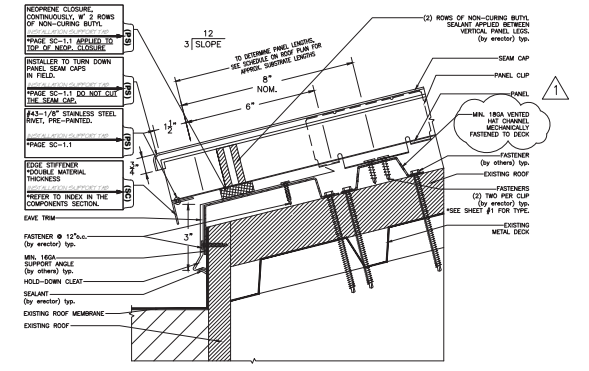 NEOPRENE CLOSURE,
CONTINUOUSLY, W' 2 ROWS
OF NON-CURING BUTYL
INSTALLATION SUPPORT TAB
*PAGE SC-1.1 APPLIED TO
TOP OF NEOP. CLOSURE
(PS)
INSTALLER TO TURN DOWN
PANEL SEAM CAPS
IN FIELD.
INSTALLATION SUPPORT TAB
*PAGE SC-1.1 DO NOT CUT
THE SEAM CAP.
(PS)
#43-1/8" STAINLESS STEEL
RIVET, PRE-PAINTED.
INSTALLATION SUPPORT TAB
*PAGE SC-1.1
(PS)
EDGE STIFFENER
*DOUBLE MATERIAL
THICKNESS
INSTALLATION SUPPORT TAB
*REFER TO INDEX IN THE
COMPONENTS SECTION.
(SC)
EAVE TRIM
FASTENER @ 12"o.c.
(by erector) typ.
MIN. 16GA
SUPPORT ANGLE
(by others) typ.
HOLD-DOWN CLEAT
SEALANT
(by erector) typ.
EXISTING ROOF MEMBRANE
EXISTING ROOF
12
3 SLOPE
TO DETERMINE PANEL LENGTHS,
SEE SCHEDULE ON ROOF PLAN FOR
APPROX. SUBSTRATE LENGTHS
8"
NOM.
6"
1 1/2"
3"
(2) ROWS OF NON-CURING BUTYL
SEALANT APPLIED BETWEEN
VERTICAL PANEL LEGS.
(by erector) typ.
SEAM CAP
PANEL CLIP
PANEL
1
MIN. 18GA VENTED
HAT CHANNEL
MECHANICALLY
FASTENED TO DECK
FASTENER
(by others) typ.
EXISTING ROOF
FASTENERS
(2) TWO PER CLIP
(by erector) typ.
*SEE SHEET #1 FOR TYPE.
EXISTING
METAL DECK